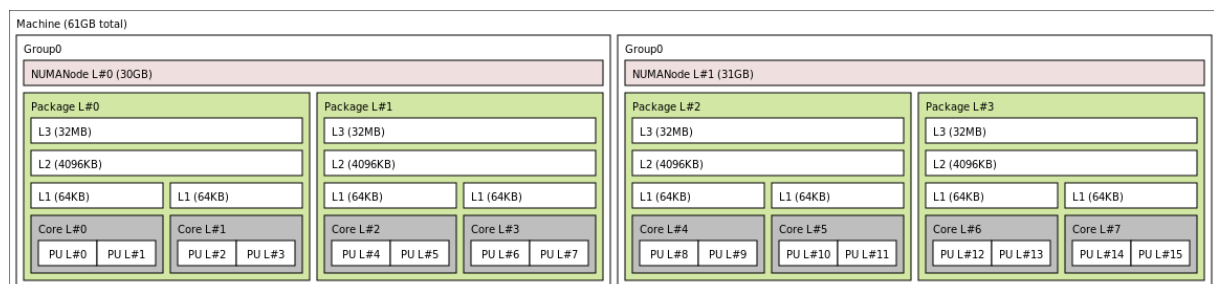 Machine (61GB total)
Group0
NUMANode L#0 (30GB)
Package L#0
L3 (32MB)
L2 (4096KB)
L1 (64KB) L1 (64KB)
Core L#0 Core L#1
PU L#0 PU L#1 PU L#2 PU L#3
Package L#1
L3 (32MB)
L2 (4096KB)
L1 (64KB) L1 (64KB)
Core L#2 Core L#3
PU L#4 PU L#5 PU L#6 PU L#7
Group0
NUMANode L#1 (31GB)
Package L#2
L3 (32MB)
L2 (4096KB)
L1 (64KB) L1 (64KB)
Core L#4 Core L#5
PU L#8 PU L#9 PU L#10 PU L#11
Package L#3
L3 (32MB)
L2 (4096KB)
L1 (64KB) L1 (64KB)
Core L#6 Core L#7
PU L#12 PU L#13 PU L#14 PU L#15